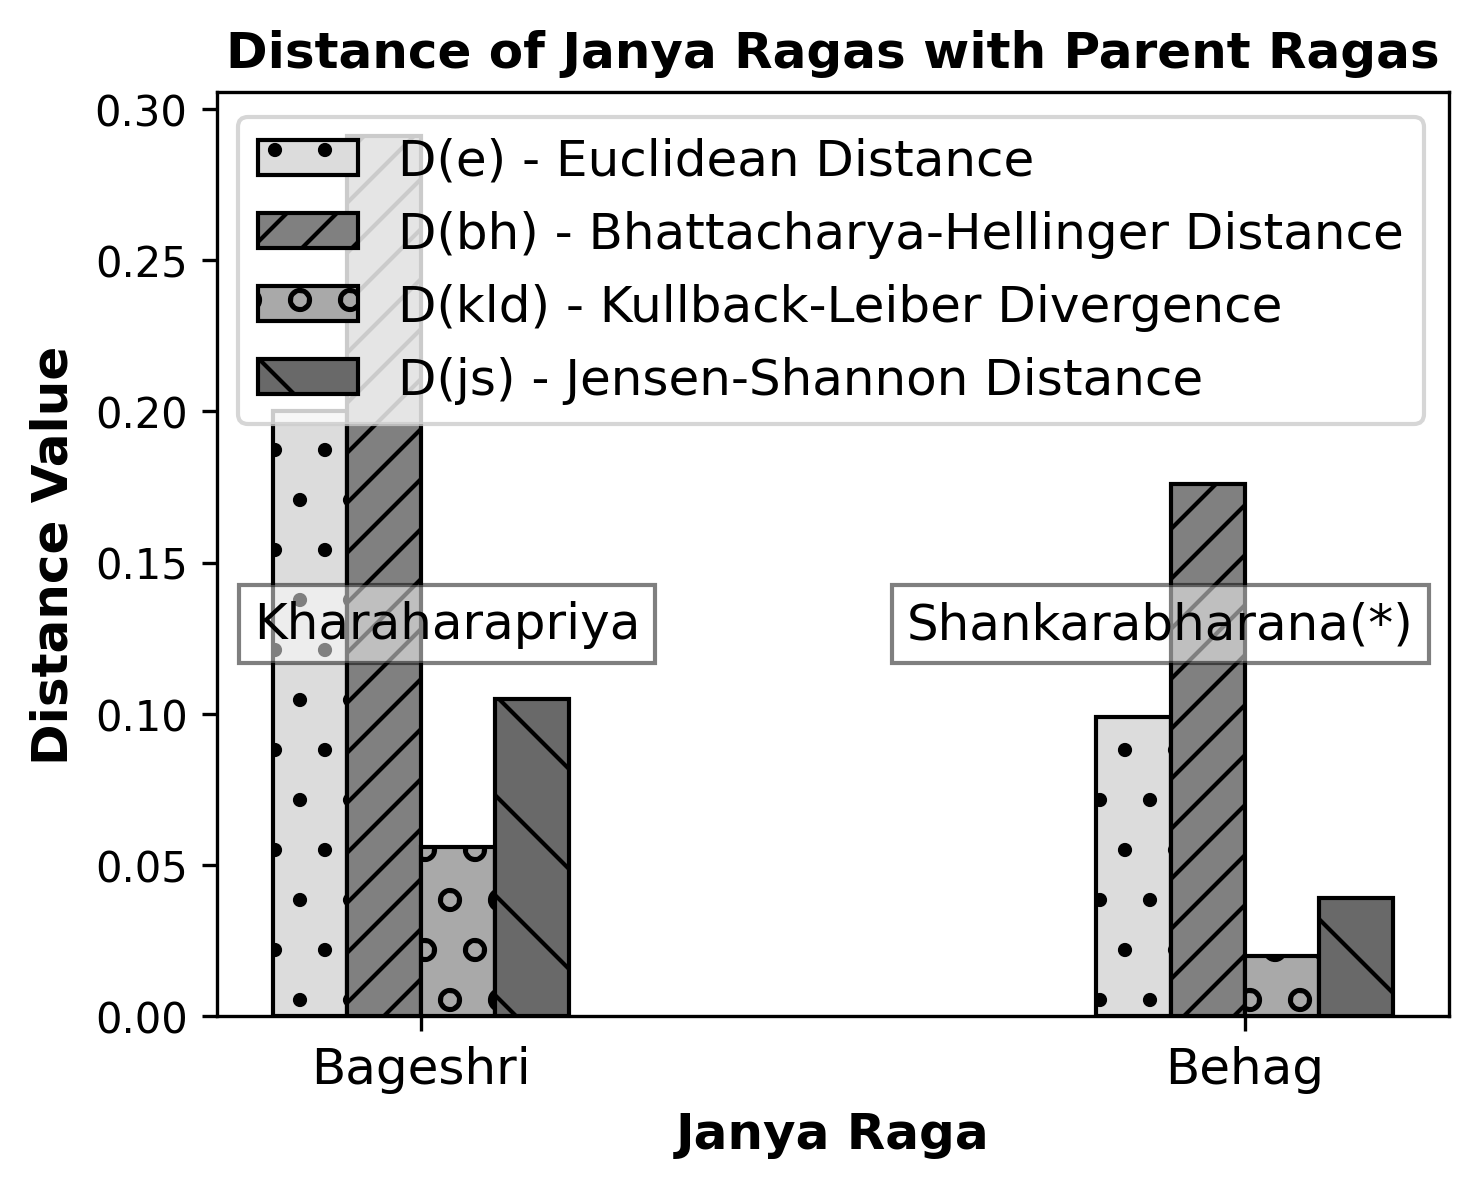 Distance of Janya Ragas with Parent Ragas
Distance Value
0.30
0.25
0.20
0.15
0.10
0.05
0.00
D(e) - Euclidean Distance
D(bh) - Bhattacharya-Hellinger Distance
D(kld) - Kullback-Leiber Divergence
D(js) - Jensen-Shannon Distance
Kharaharapriya
Shankarabharana(*)
Bageshri
Behag
Janya Raga